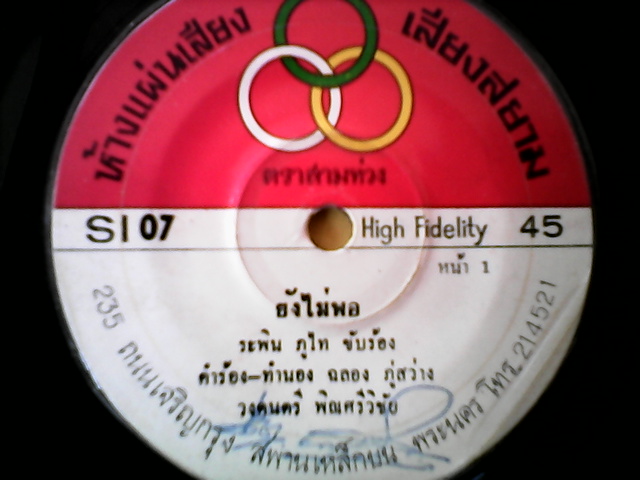 ห้างแผ่นเสียง เสียงสยาม
ตราสามห่วง
SI 07 High Fidelity 45
หน้า 1
ยังไม่พอ
ระพิน ภูไท ขับร้อง
คำร้อง-ทำนอง ฉลอง ภู่สว่าง
วงดนตรี พิณศรีวิชัย
235 ถนนเจริญกรุง สพานเหล็กบน พระนคร โทร. 214521